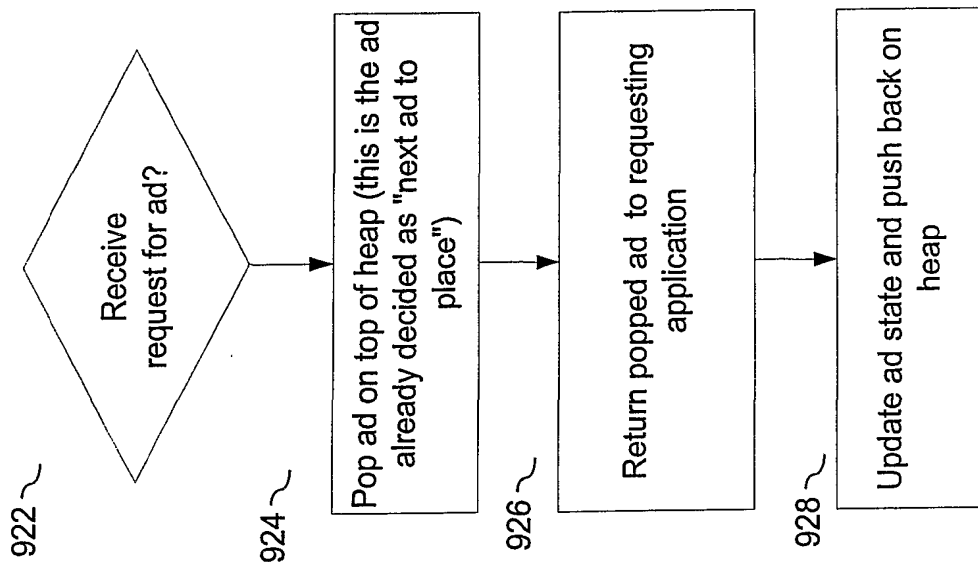 922
Receive
request for ad?
924
Pop ad on top of heap (this is the ad
already decided as "next ad to
place")
926
Return popped ad to requesting
application
928
Update ad state and push back on
heap